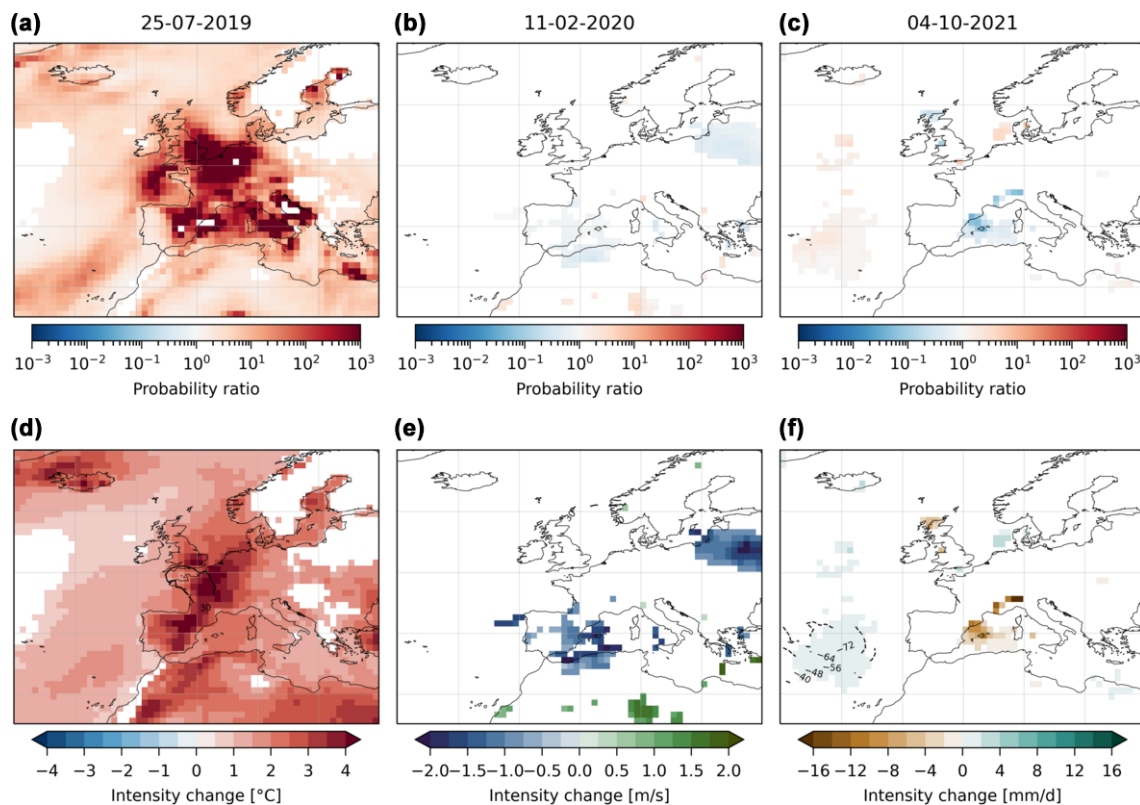 (a) 25-07-2019 (b) 11-02-2020 (c) 04-10-2021
10⁻³ 10⁻² 10⁻¹ 10⁰ 10¹ 10² 10³ 10⁻³ 10⁻² 10⁻¹ 10⁰ 10¹ 10² 10³ 10⁻³ 10⁻² 10⁻¹ 10⁰ 10¹ 10² 10³
Probability ratio Probability ratio Probability ratio
(d) (e) (f)
30
−72
−64
−56
−48
−40
−4 −3 −2 −1 0 1 2 3 4 −2.0 −1.5 −1.0 −0.5 0.0 0.5 1.0 1.5 2.0 −16 −12 −8 −4 0 4 8 12 16
Intensity change [°C] Intensity change [m/s] Intensity change [mm/d]